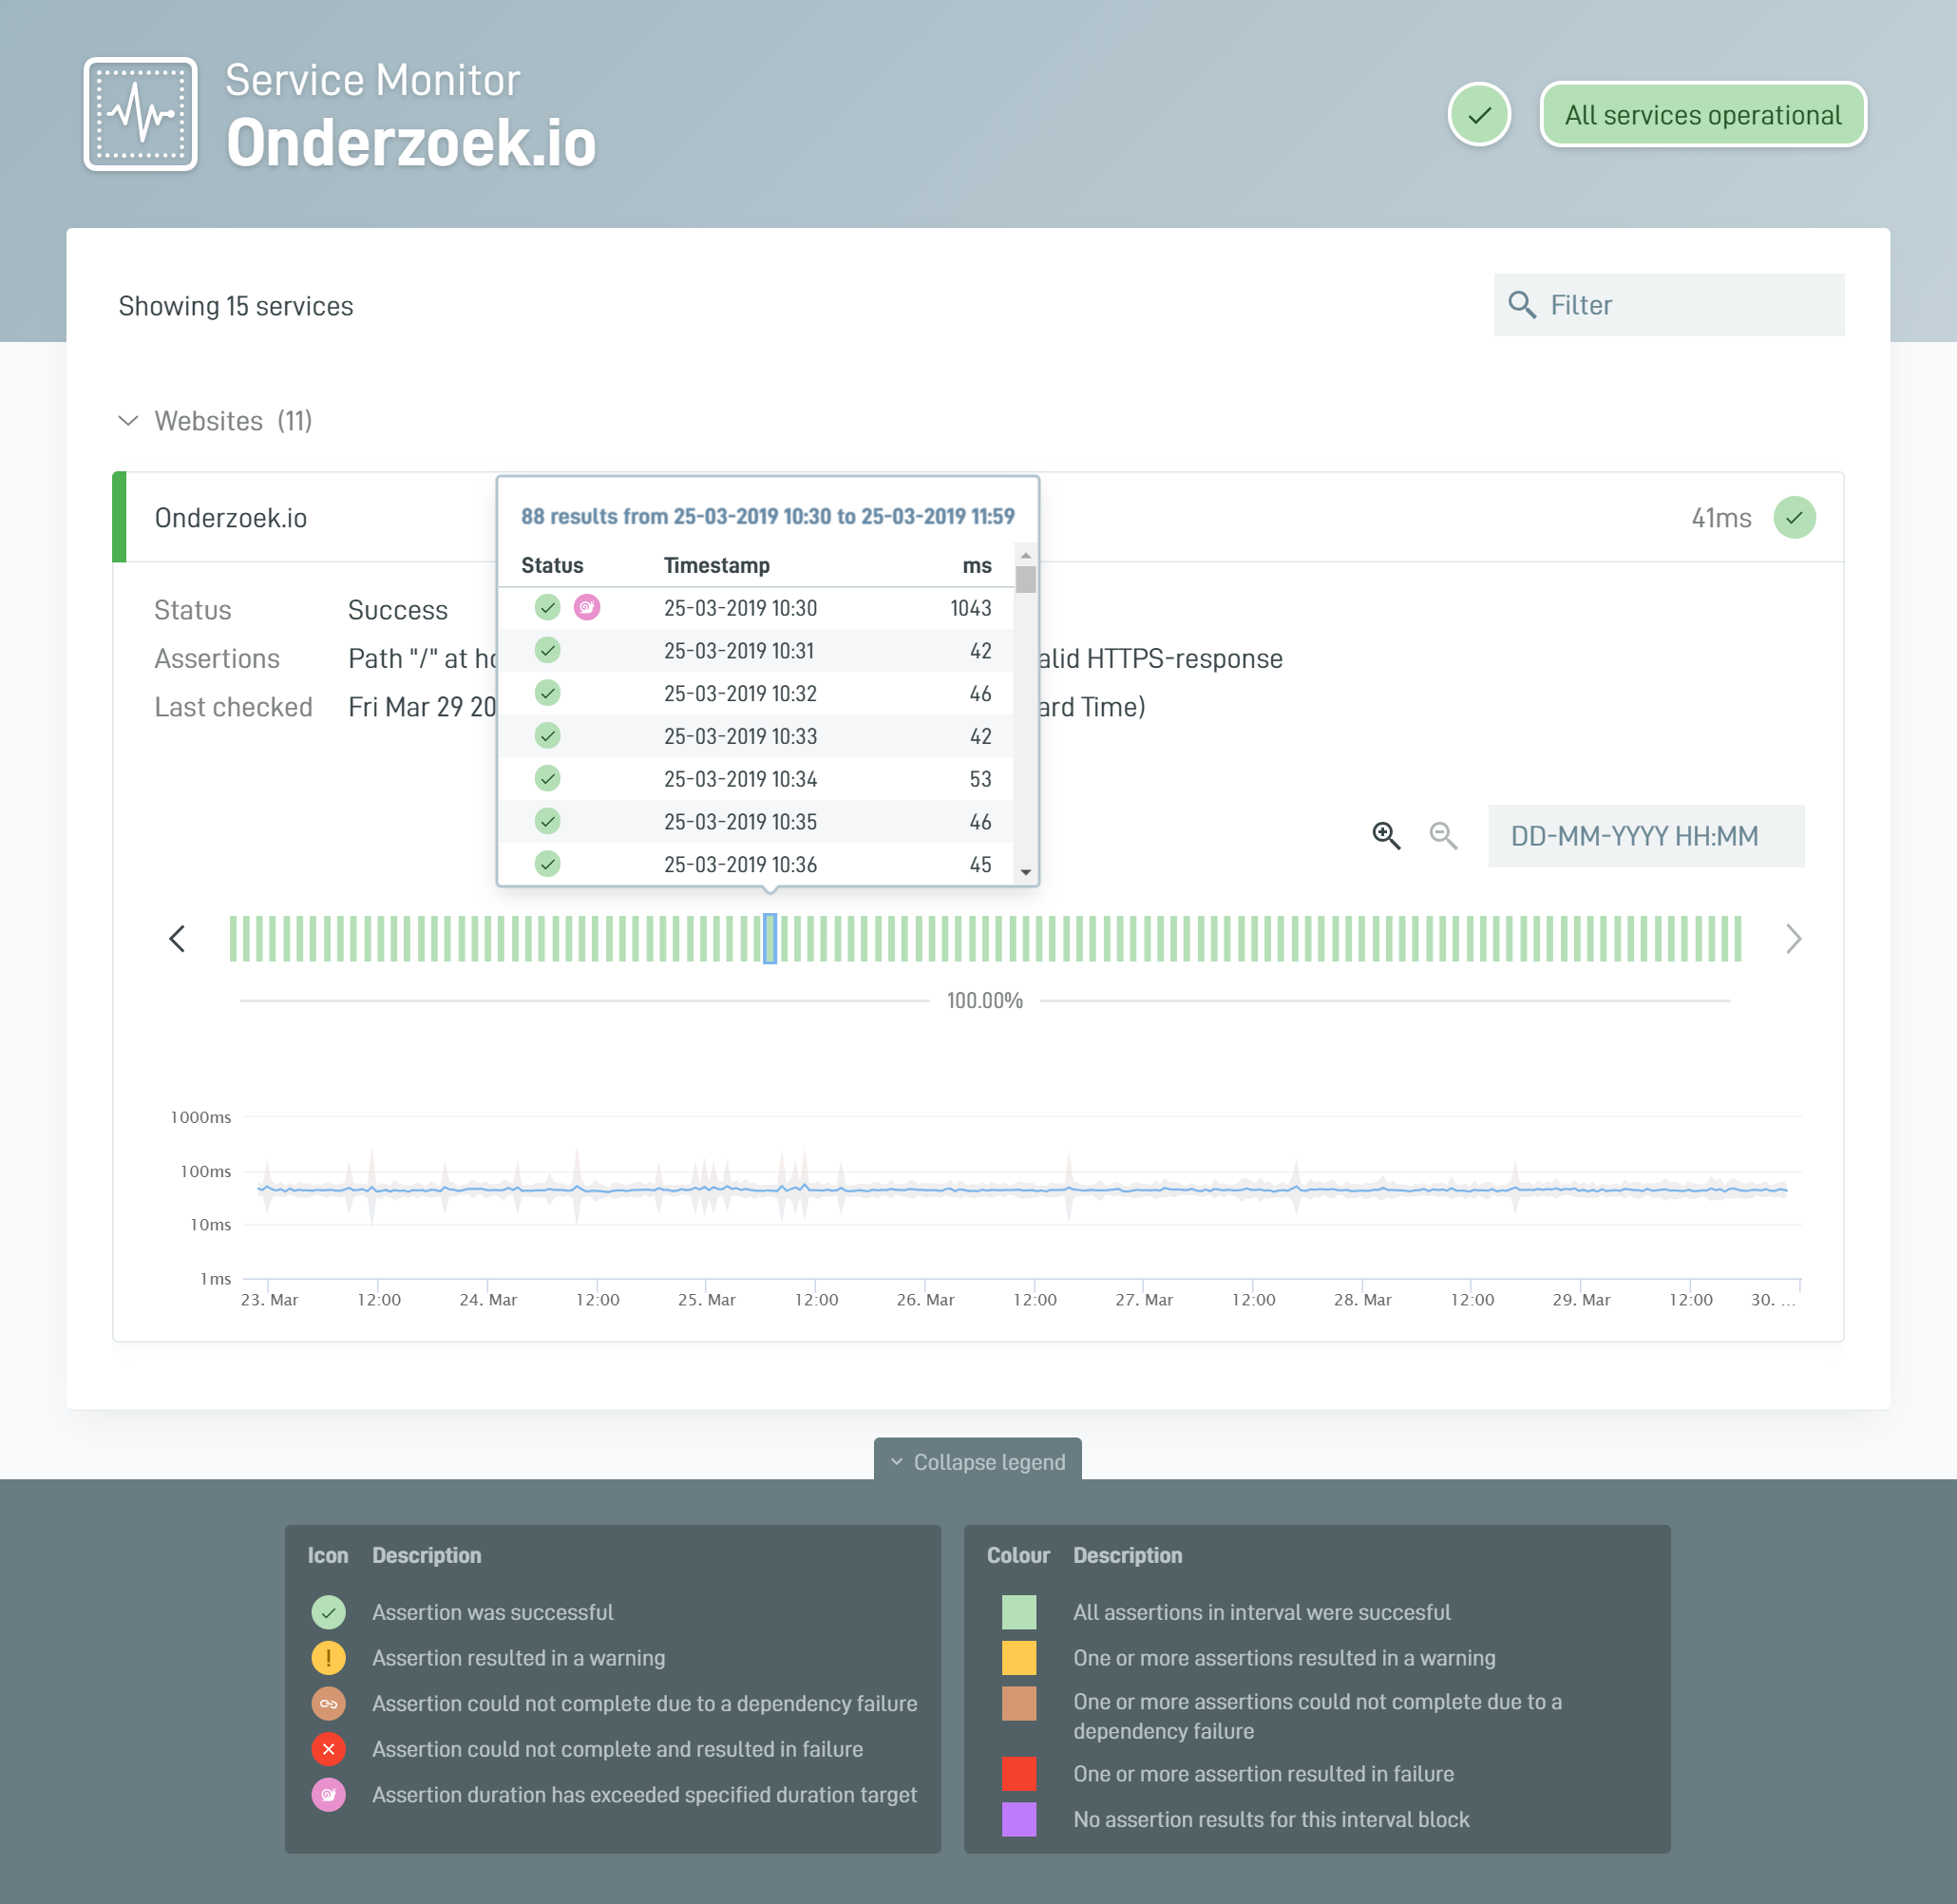 Service Monitor
Onderzoek.io
All services operational
Showing 15 services
Filter
Websites (11)
Onderzoek.io
41ms
88 results from 25-03-2019 10:30 to 25-03-2019 11:59
Status Timestamp ms
25-03-2019 10:30 1043
25-03-2019 10:31 42
25-03-2019 10:32 46
25-03-2019 10:33 42
25-03-2019 10:34 53
25-03-2019 10:35 46
25-03-2019 10:36 45
Status Success
Assertions Path "/" at ho alid HTTPS-response
Last checked Fri Mar 29 20 ard Time)
DD-MM-YYYY HH:MM
100.00%
1000ms
100ms
10ms
1ms
23. Mar 12:00 24. Mar 12:00 25. Mar 12:00 26. Mar 12:00 27. Mar 12:00 28. Mar 12:00 29. Mar 12:00 30. ...
Collapse legend
Icon Description
Assertion was successful
Assertion resulted in a warning
Assertion could not complete due to a dependency failure
Assertion could not complete and resulted in failure
Assertion duration has exceeded specified duration target
Colour Description
All assertions in interval were succesful
One or more assertions resulted in a warning
One or more assertions could not complete due to a
dependency failure
One or more assertion resulted in failure
No assertion results for this interval block